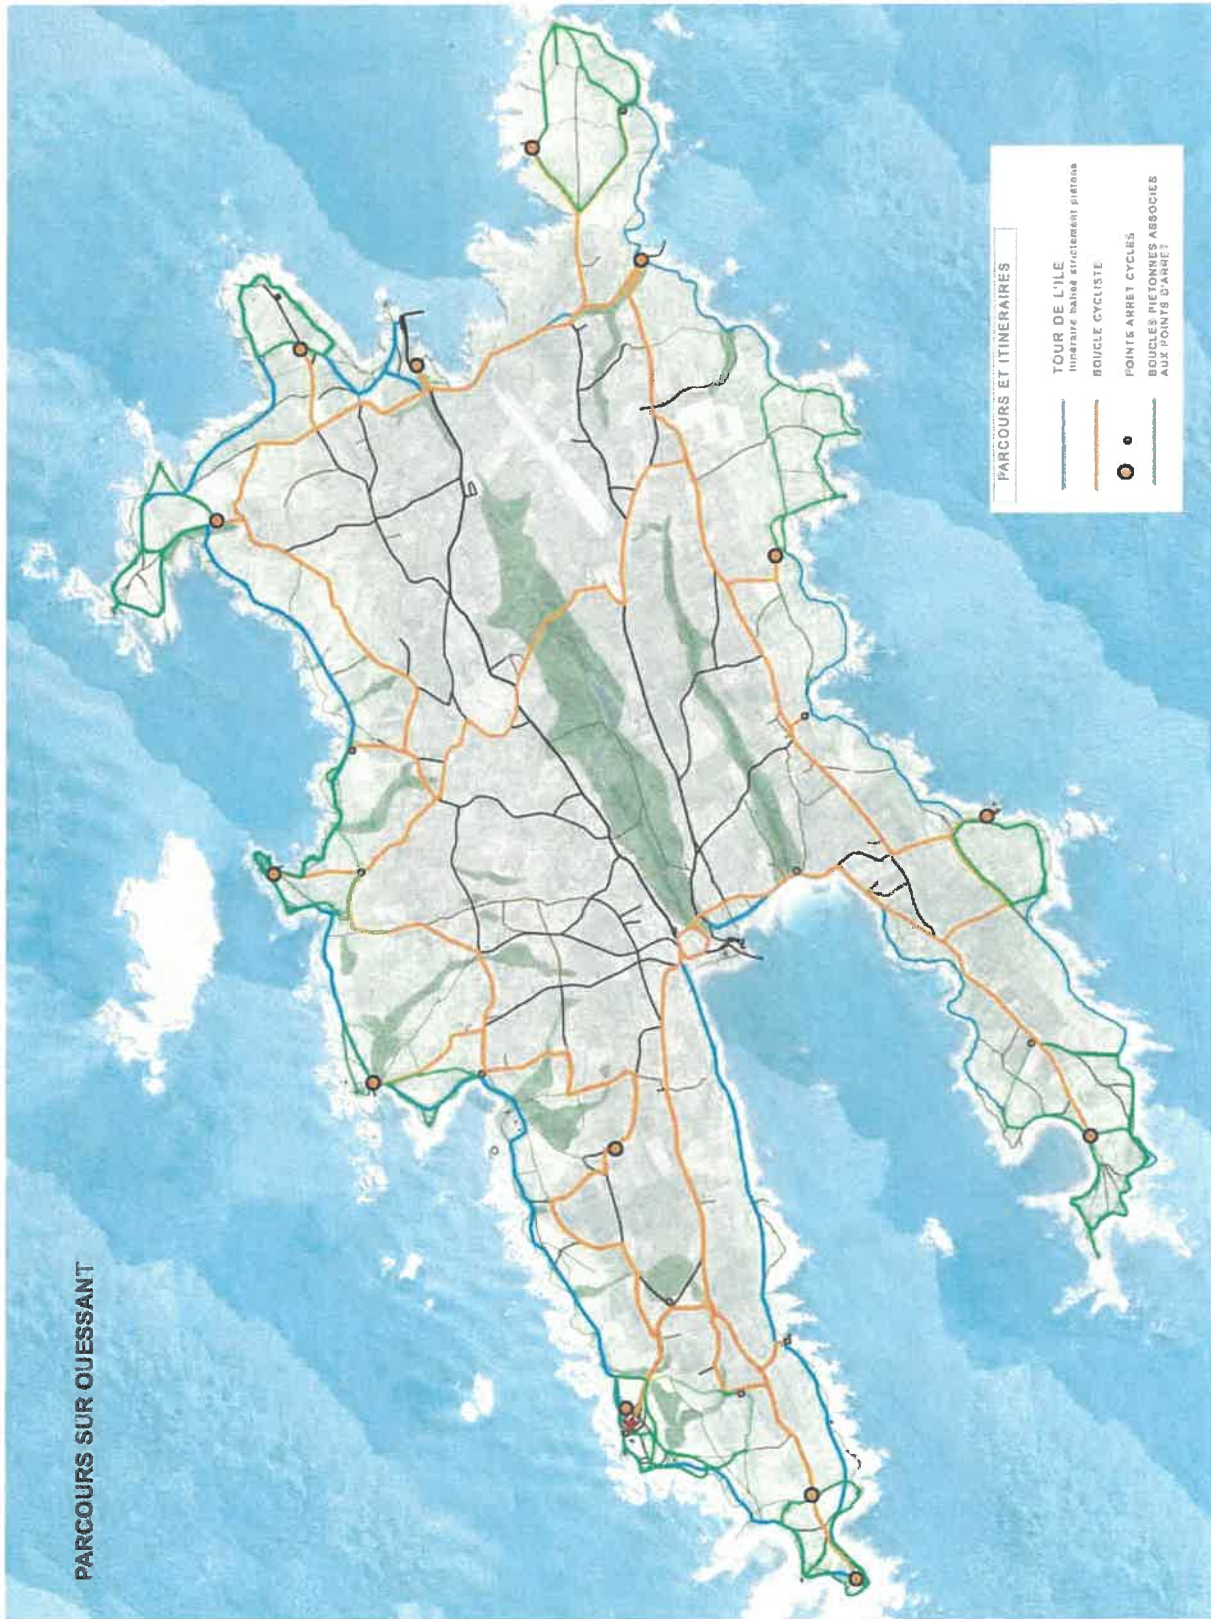 PARCOURS SUR OUESSANT
PARCOURS ET ITINERAIRES
TOUR DE L'ILE
Itinéraire balisé strictement piétons
BOUCLE CYCLISTE
POINTS ARRET CYCLES
BOUCLES PIETONNES ASSOCIES
AUX POINTS D'ARRET